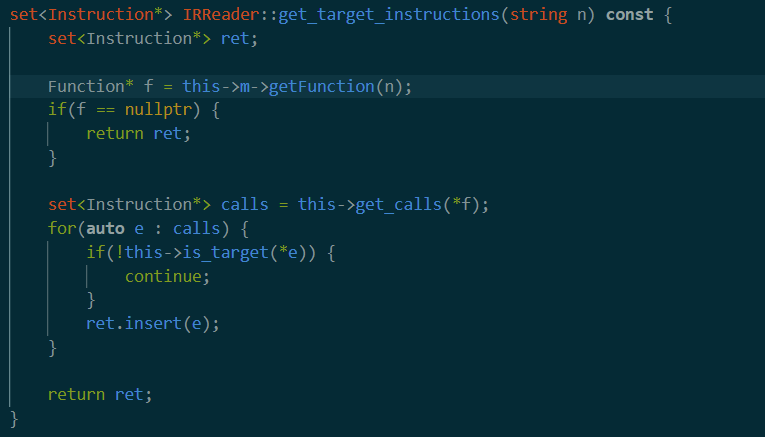 set<Instruction*> IRReader::get_target_instructions(string n) const {
    set<Instruction*> ret;

    Function* f = this->m->getFunction(n);
    if(f == nullptr) {
        return ret;
    }

    set<Instruction*> calls = this->get_calls(*f);
    for(auto e : calls) {
        if(!this->is_target(*e)) {
            continue;
        }
        ret.insert(e);
    }

    return ret;
}